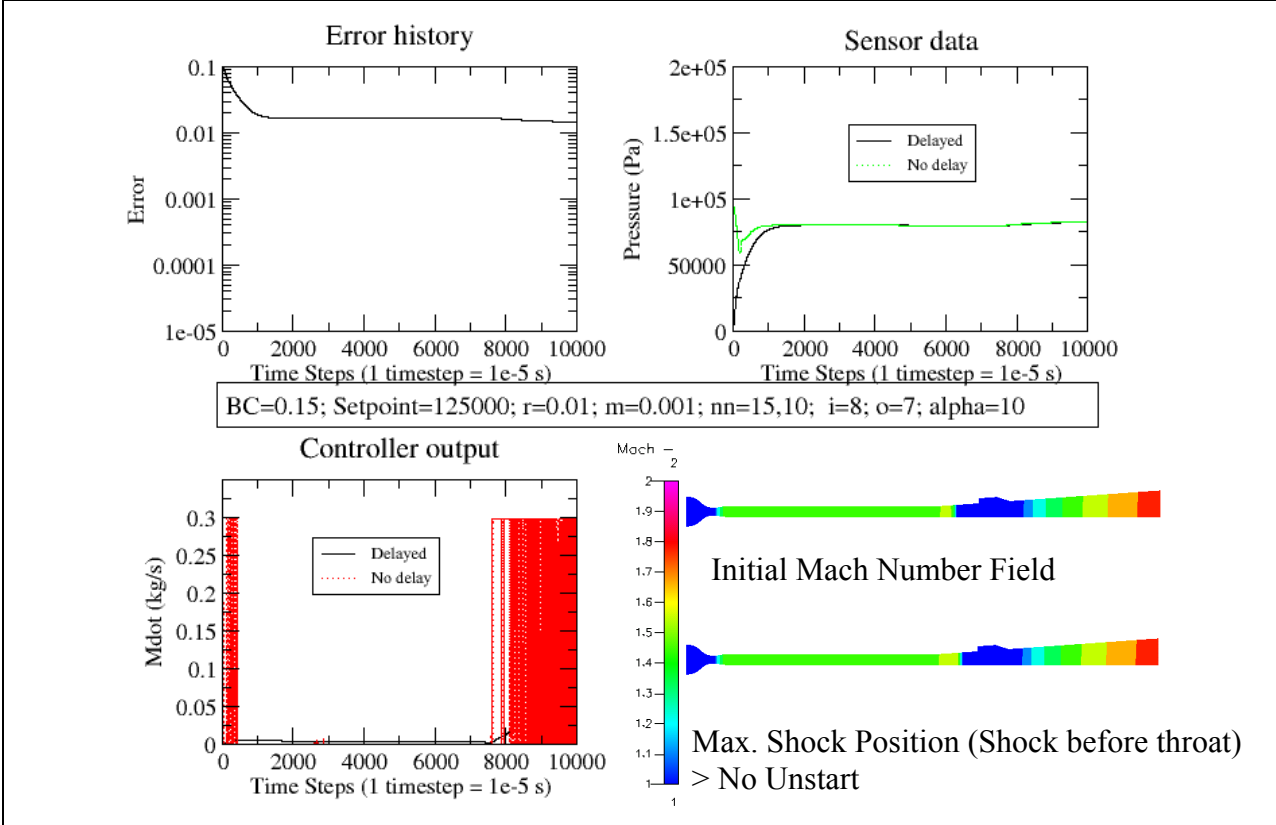 Error history
0.1
0.01
0.001
0.0001
1e-05
Error
0 2000 4000 6000 8000 10000
Time Steps (1 timestep = 1e-5 s)
Sensor data
2e+05
1.5e+05
1e+05
50000
0
Pressure (Pa)
Delayed
No delay
0 2000 4000 6000 8000 10000
Time Steps (1 timestep = 1e-5 s)
BC=0.15; Setpoint=125000; r=0.01; m=0.001; nn=15,10; i=8; o=7; alpha=10
Controller output
0.3
0.25
0.2
0.15
0.1
0.05
0
Mdot (kg/s)
Delayed
No delay
0 2000 4000 6000 8000 10000
Time Steps (1 timestep = 1e-5 s)
Mach –
2
2
1.9
1.8
1.7
1.6
1.5
1.4
1.3
1.2
1.1
1
1
Initial Mach Number Field
Max. Shock Position (Shock before throat)
> No Unstart